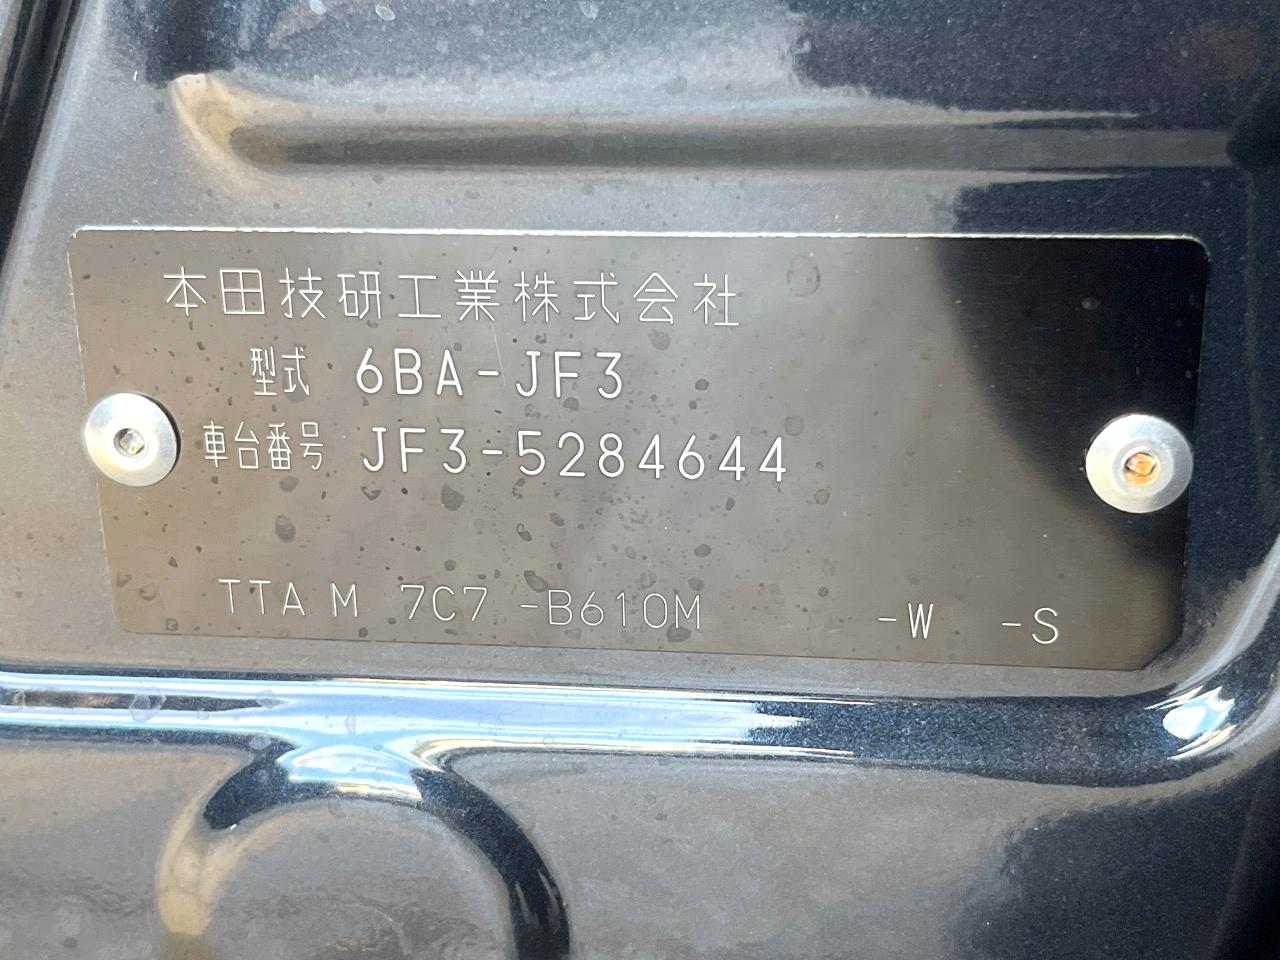 本田技研工業株式会社
型式 6BA-JF3
車台番号 JF3-5284644
TTA M 7C7 -B610M -W -S